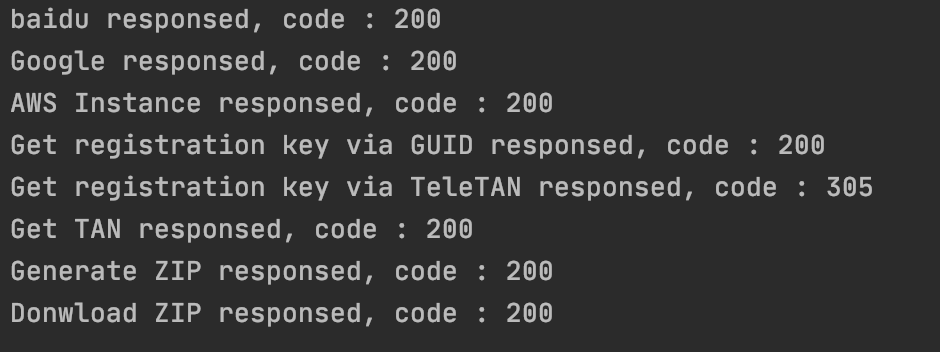 baidu responsed, code : 200
Google responsed, code : 200
AWS Instance responsed, code : 200
Get registration key via GUID responsed, code : 200
Get registration key via TeleTAN responsed, code : 305
Get TAN responsed, code : 200
Generate ZIP responsed, code : 200
Donwload ZIP responsed, code : 200